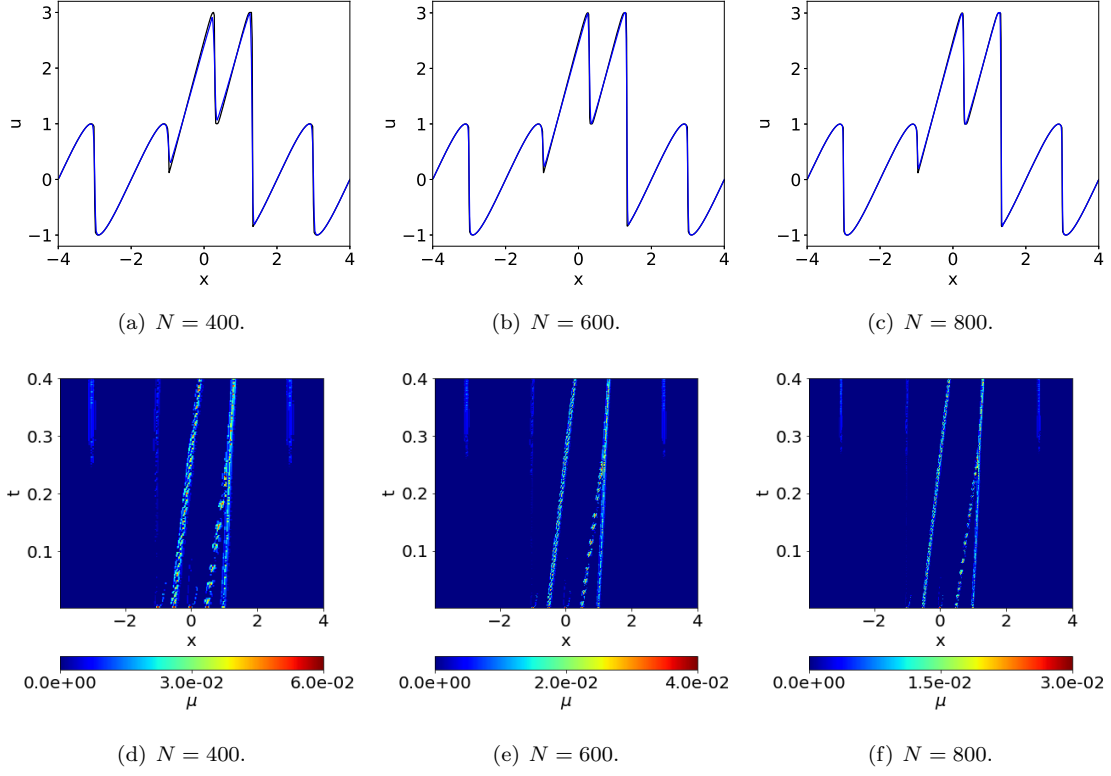 3
2
1
0
−1
u
−4 −2 0 2 4
x
3
2
1
0
−1
u
−4 −2 0 2 4
x
3
2
1
0
−1
u
−4 −2 0 2 4
x
(a) N = 400.
(b) N = 600.
(c) N = 800.
0.4
0.3
0.2
0.1
t
−2 0 2 4
x
0.0e+00 3.0e-02 6.0e-02
μ
0.4
0.3
0.2
0.1
t
−2 0 2 4
x
0.0e+00 2.0e-02 4.0e-02
μ
0.4
0.3
0.2
0.1
t
−2 0 2 4
x
0.0e+00 1.5e-02 3.0e-02
μ
(d) N = 400.
(e) N = 600.
(f) N = 800.